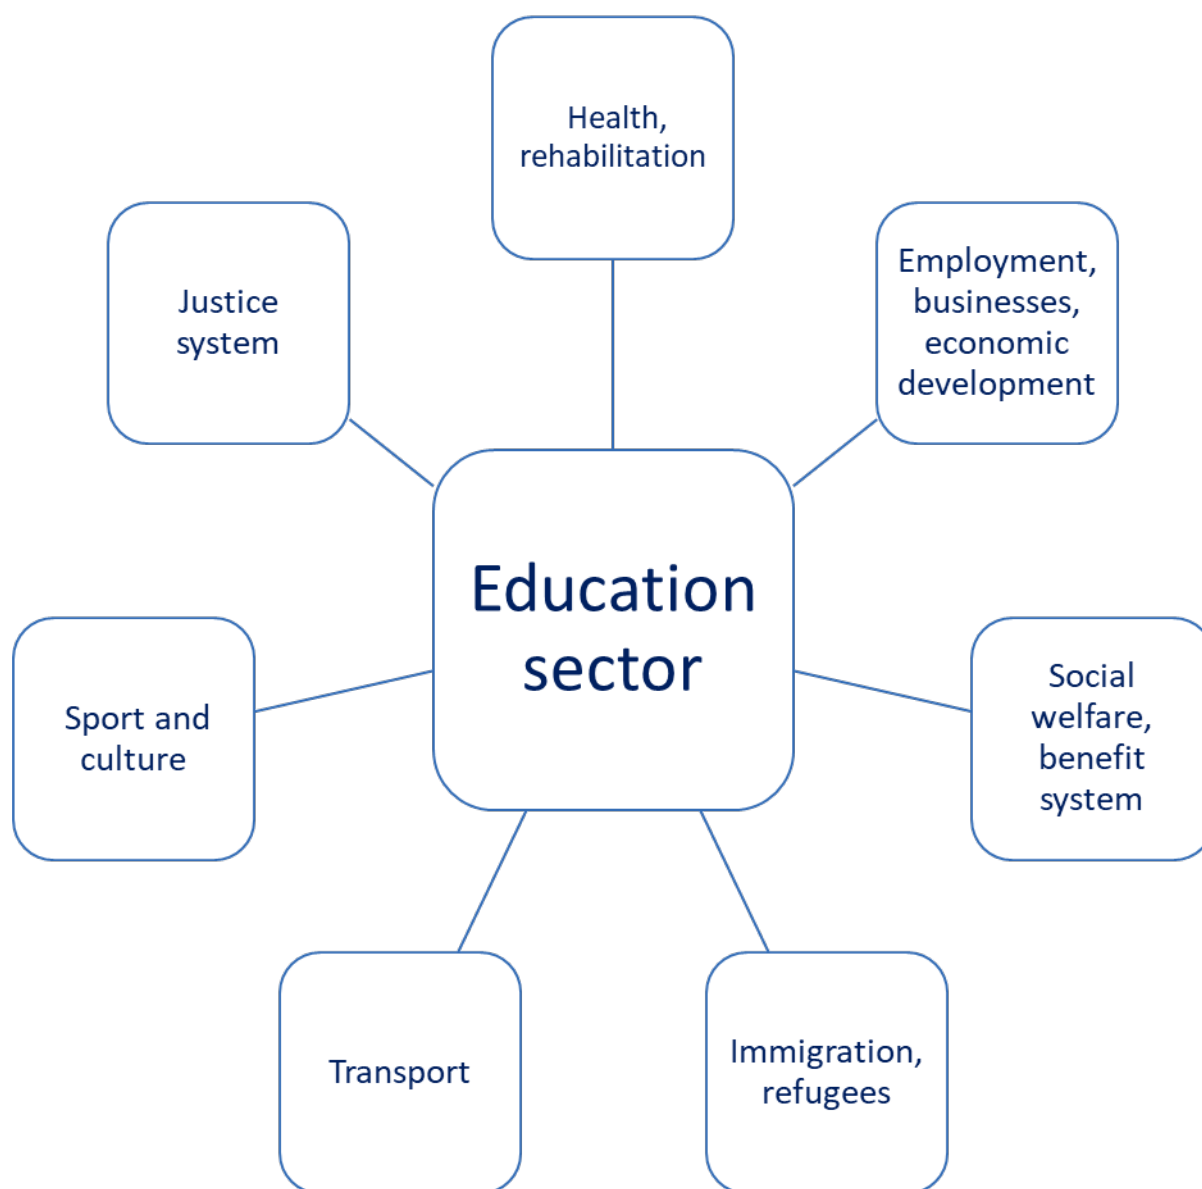 Health,
rehabilitation
Employment,
businesses,
economic
development
Justice
system
Education
sector
Social
welfare,
benefit
system
Sport and
culture
Immigration,
refugees
Transport